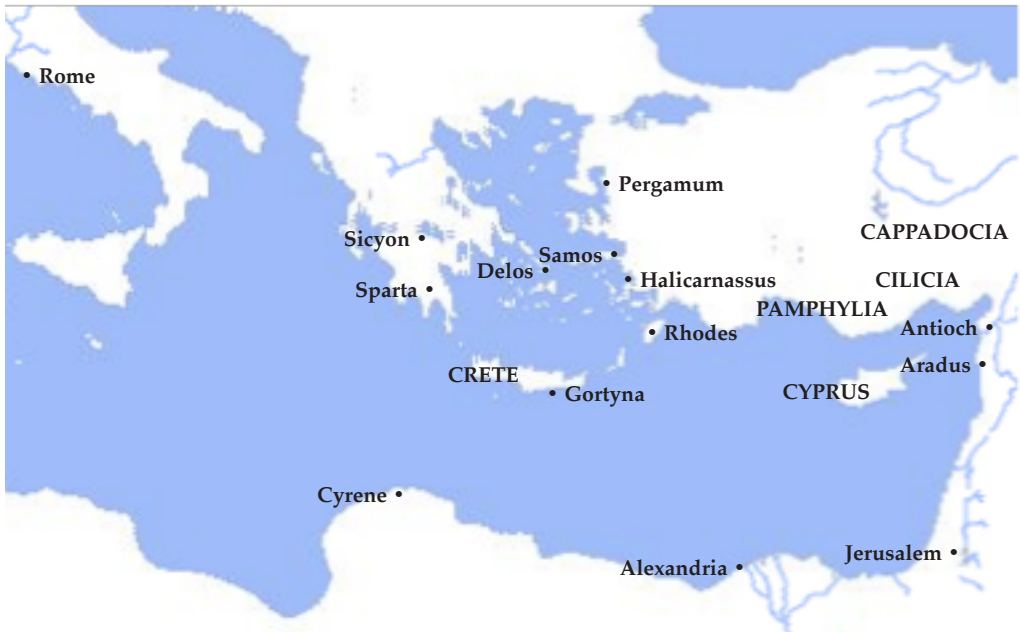 • Rome
• Pergamum
CAPPADOCIA
Sicyon •
Samos •
Delos •
• Halicarnassus
CILICIA
Sparta •
PAMPHYLIA
Antioch •
• Rhodes
Aradus •
CRETE
CYPRUS
• Gortyna
Cyrene •
Jerusalem •
Alexandria •